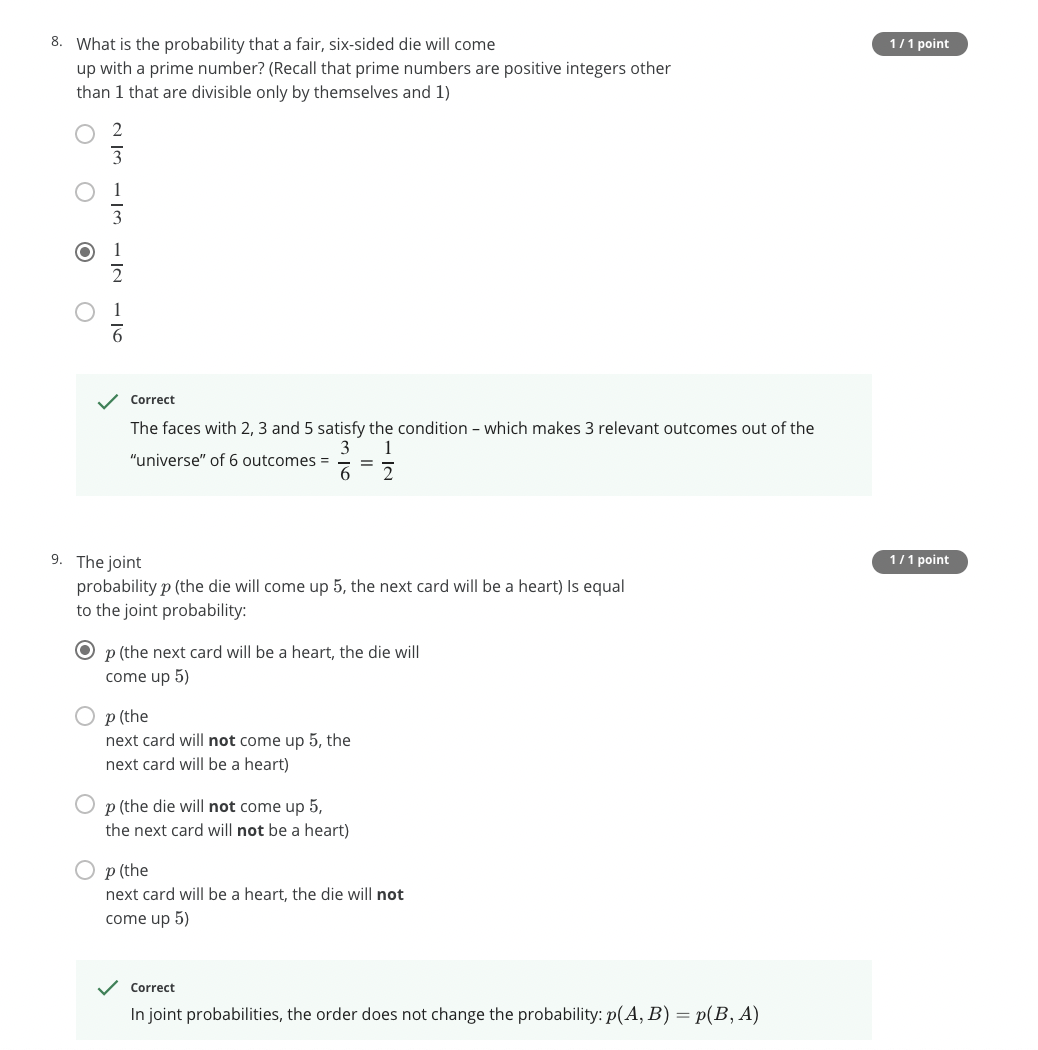 8. What is the probability that a fair, six-sided die will come
1 / 1 point
up with a prime number? (Recall that prime numbers are positive integers other
than 1 that are divisible only by themselves and 1)
2/3
1/3
1/2
1/6
Correct
The faces with 2, 3 and 5 satisfy the condition – which makes 3 relevant outcomes out of the
“universe” of 6 outcomes = 3/6 = 1/2
9. The joint
1 / 1 point
probability p (the die will come up 5, the next card will be a heart) Is equal
to the joint probability:
p (the next card will be a heart, the die will
come up 5)
p (the
next card will not come up 5, the
next card will be a heart)
p (the die will not come up 5,
the next card will not be a heart)
p (the
next card will be a heart, the die will not
come up 5)
Correct
In joint probabilities, the order does not change the probability: p(A, B) = p(B, A)